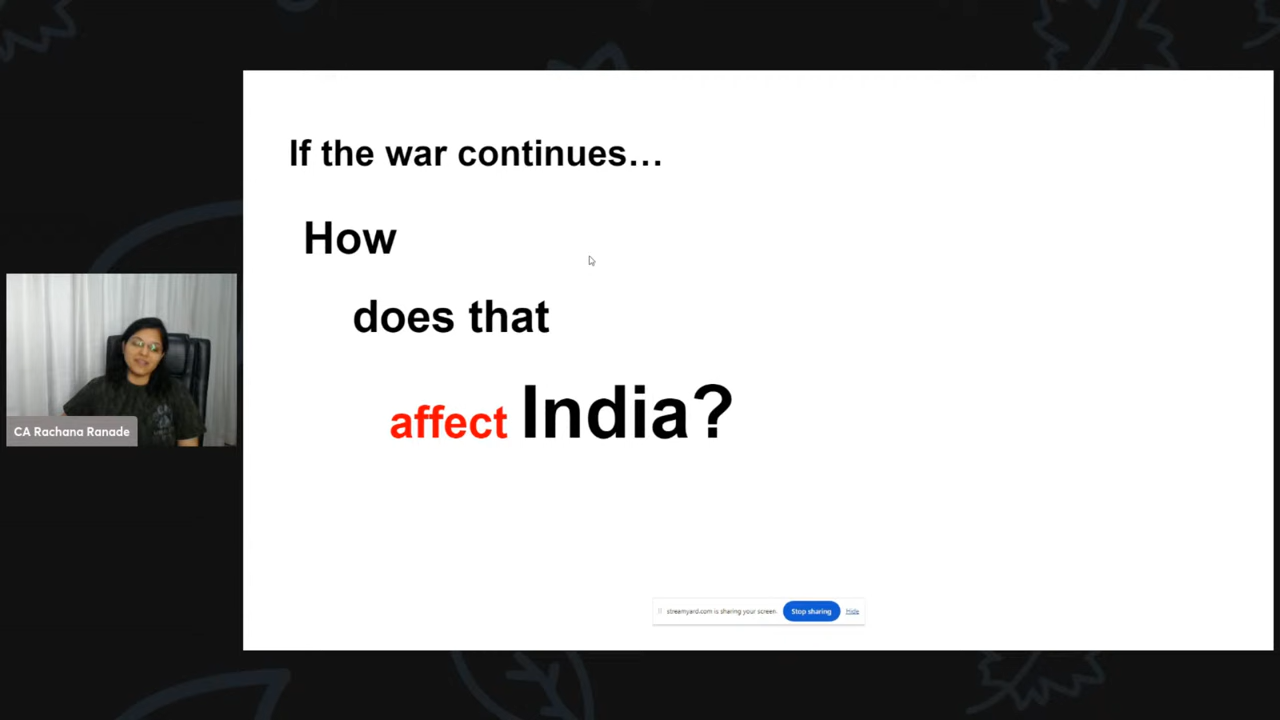 If the war continues…
How
does that
affect India?
CA Rachana Ranade
streamyard.com is sharing your screen. Stop sharing Hide